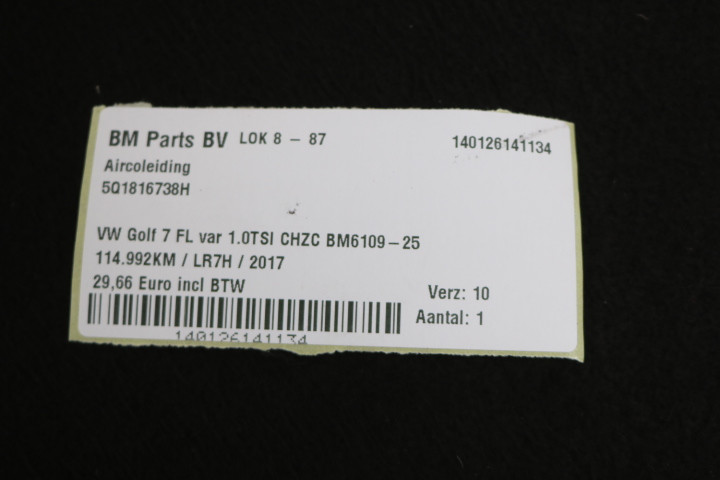 BM Parts BV LOK 8 – 87 140126141134
Aircoleiding
5Q1816738H
VW Golf 7 FL var 1.0TSI CHZC BM6109–25
114.992KM / LR7H / 2017
29,66 Euro incl BTW
Verz: 10
Aantal: 1
140126141134